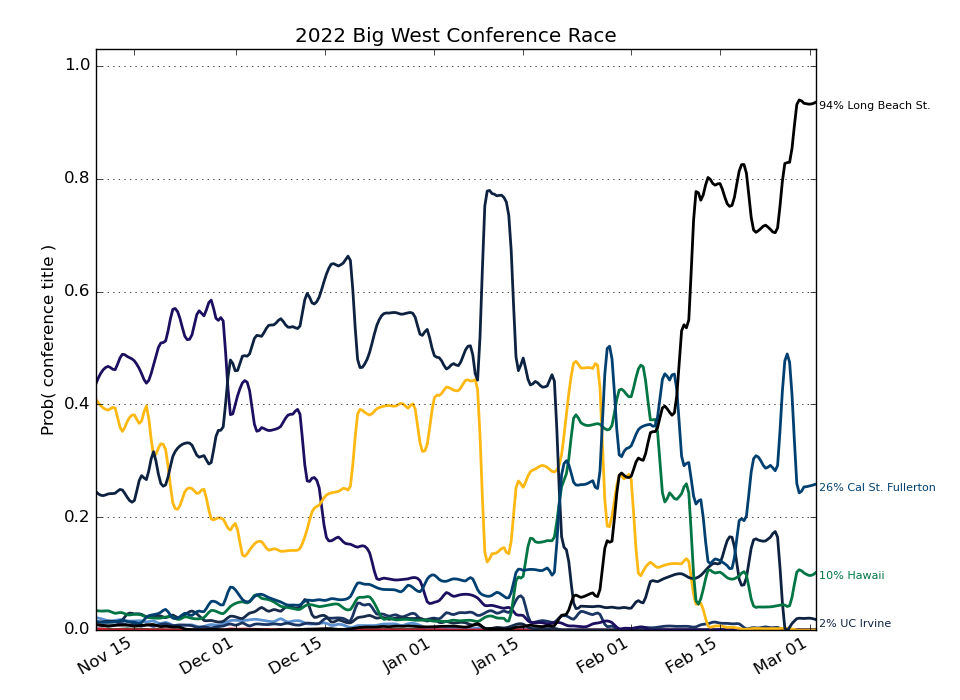 2022 Big West Conference Race
Prob( conference title )
1.0
0.8
0.6
0.4
0.2
0.0
94% Long Beach St.
26% Cal St. Fullerton
10% Hawaii
2% UC Irvine
Nov 15
Dec 01
Dec 15
Jan 01
Jan 15
Feb 01
Feb 15
Mar 01